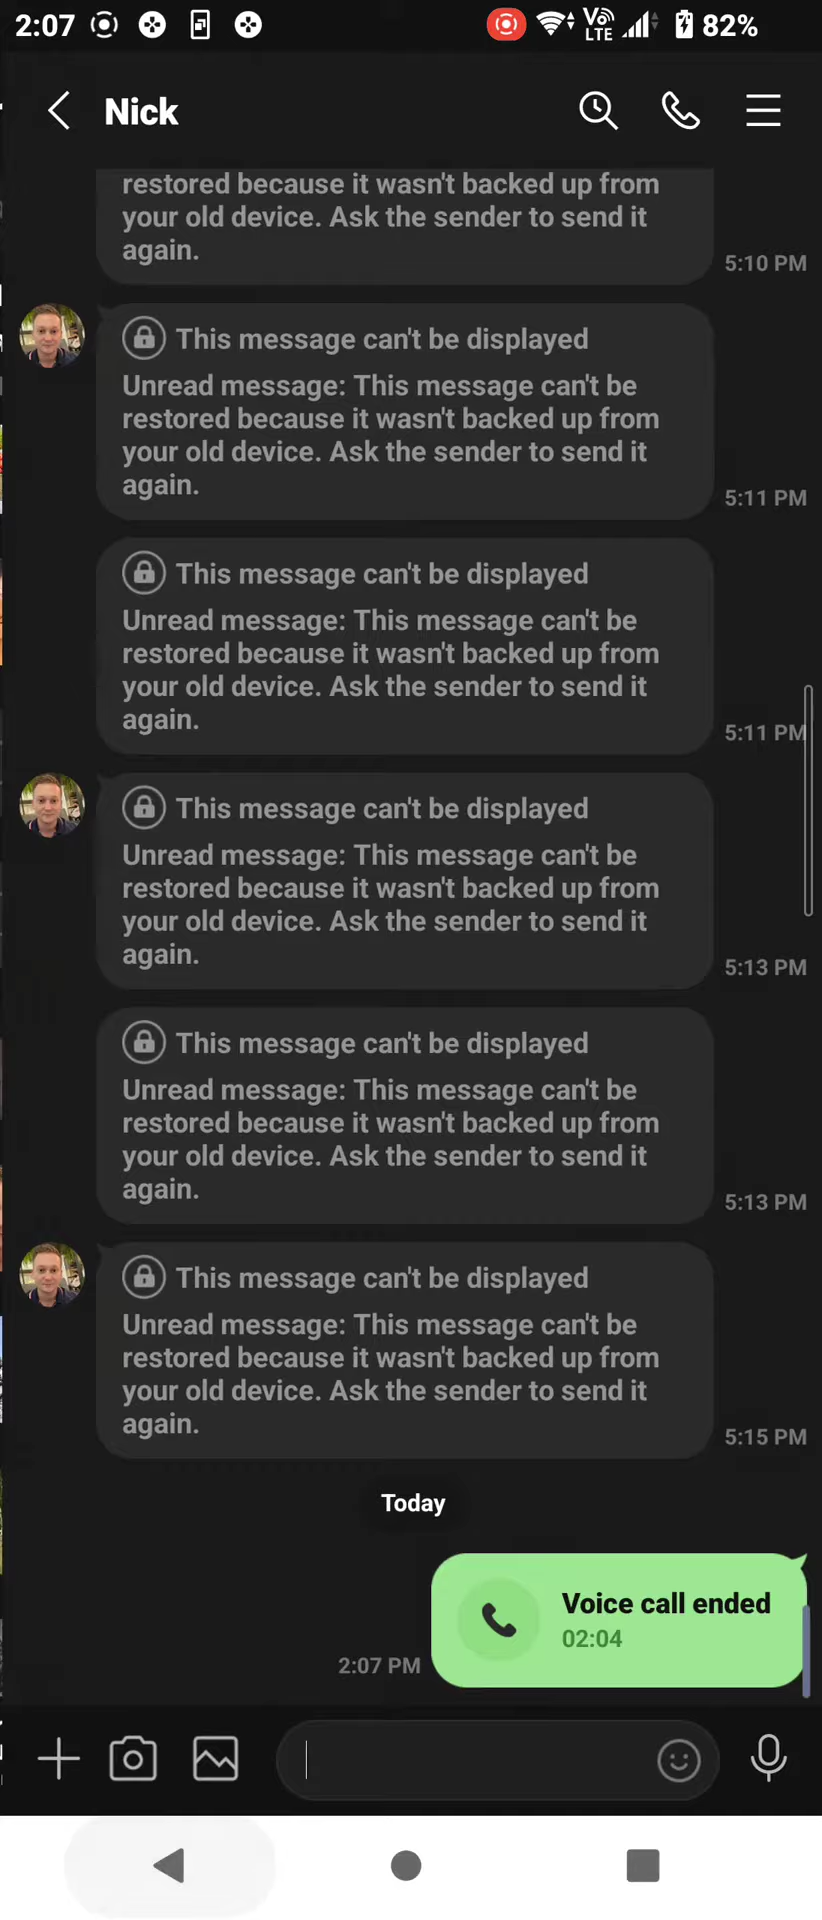 2:07
Vo
LTE
82%
Nick
restored because it wasn't backed up from
your old device. Ask the sender to send it
again.
5:10 PM
This message can't be displayed
Unread message: This message can't be
restored because it wasn't backed up from
your old device. Ask the sender to send it
again.
5:11 PM
This message can't be displayed
Unread message: This message can't be
restored because it wasn't backed up from
your old device. Ask the sender to send it
again.
5:11 PM
This message can't be displayed
Unread message: This message can't be
restored because it wasn't backed up from
your old device. Ask the sender to send it
again.
5:13 PM
This message can't be displayed
Unread message: This message can't be
restored because it wasn't backed up from
your old device. Ask the sender to send it
again.
5:13 PM
This message can't be displayed
Unread message: This message can't be
restored because it wasn't backed up from
your old device. Ask the sender to send it
again.
5:15 PM
Today
Voice call ended
02:04
2:07 PM